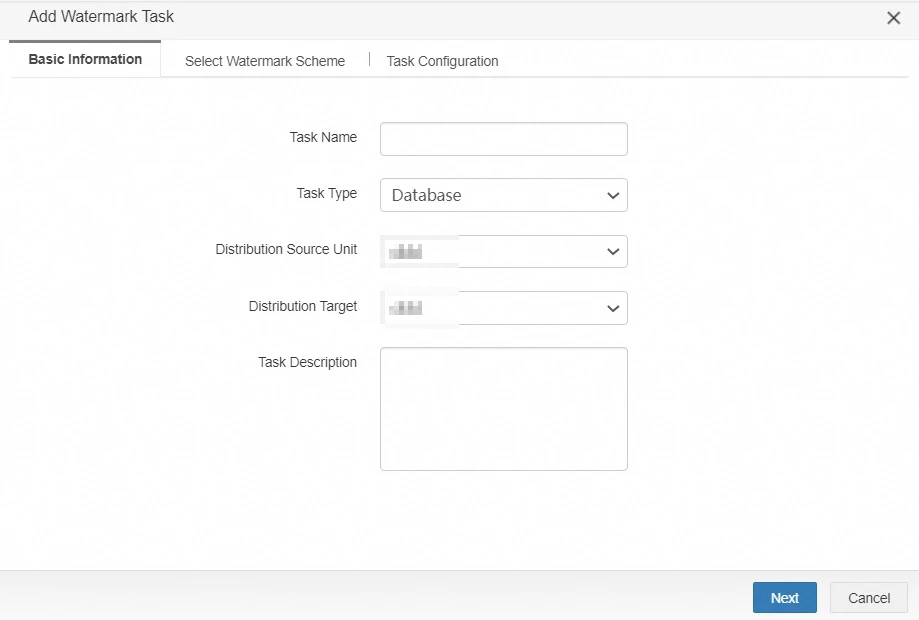 Add Watermark Task
Basic Information
Select Watermark Scheme
Task Configuration
Task Name
Task Type
Database
Distribution Source Unit
Distribution Target
Task Description
Next
Cancel